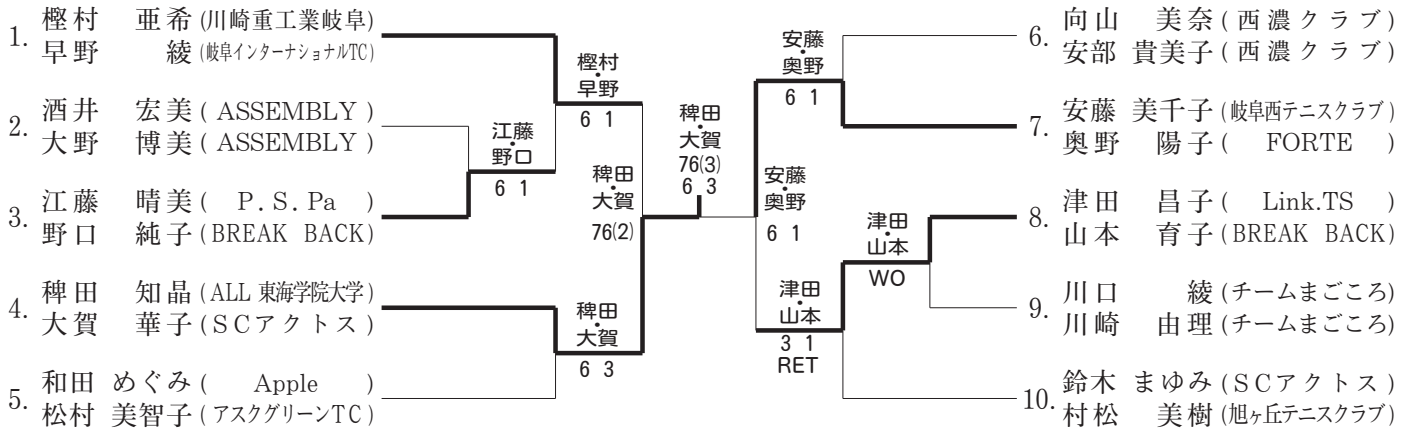 1. 樫村 亜希 (川崎重工業岐阜)
早野 綾 (岐阜インターナショナルTC)
2. 酒井 宏美 ( ASSEMBLY )
大野 博美 ( ASSEMBLY )
3. 江藤 晴美 ( P.S.Pa )
野口 純子 (BREAK BACK)
4. 稗田 知晶 (ALL 東海学院大学)
大賀 華子 (SCアクトス)
5. 和田 めぐみ ( Apple )
松村 美智子 (アスクグリーンTC)
江藤・野口
6 1
樫村・早野
6 1
稗田・大賀
6 3
稗田・大賀
76(2)
稗田・大賀
76(3)
6 3
安藤・奥野
6 1
安藤・奥野
6 1
津田・山本
WO
津田・山本
3 1
RET
6. 向山 美奈 (西濃クラブ)
安部 貴美子 (西濃クラブ)
7. 安藤 美千子 (岐阜西テニスクラブ)
奥野 陽子 ( FORTE )
8. 津田 昌子 ( Link.TS )
山本 育子 (BREAK BACK)
9. 川口 綾 (チームまごころ)
川崎 由理 (チームまごころ)
10. 鈴木 まゆみ (SCアクトス)
村松 美樹 (旭ヶ丘テニスクラブ)